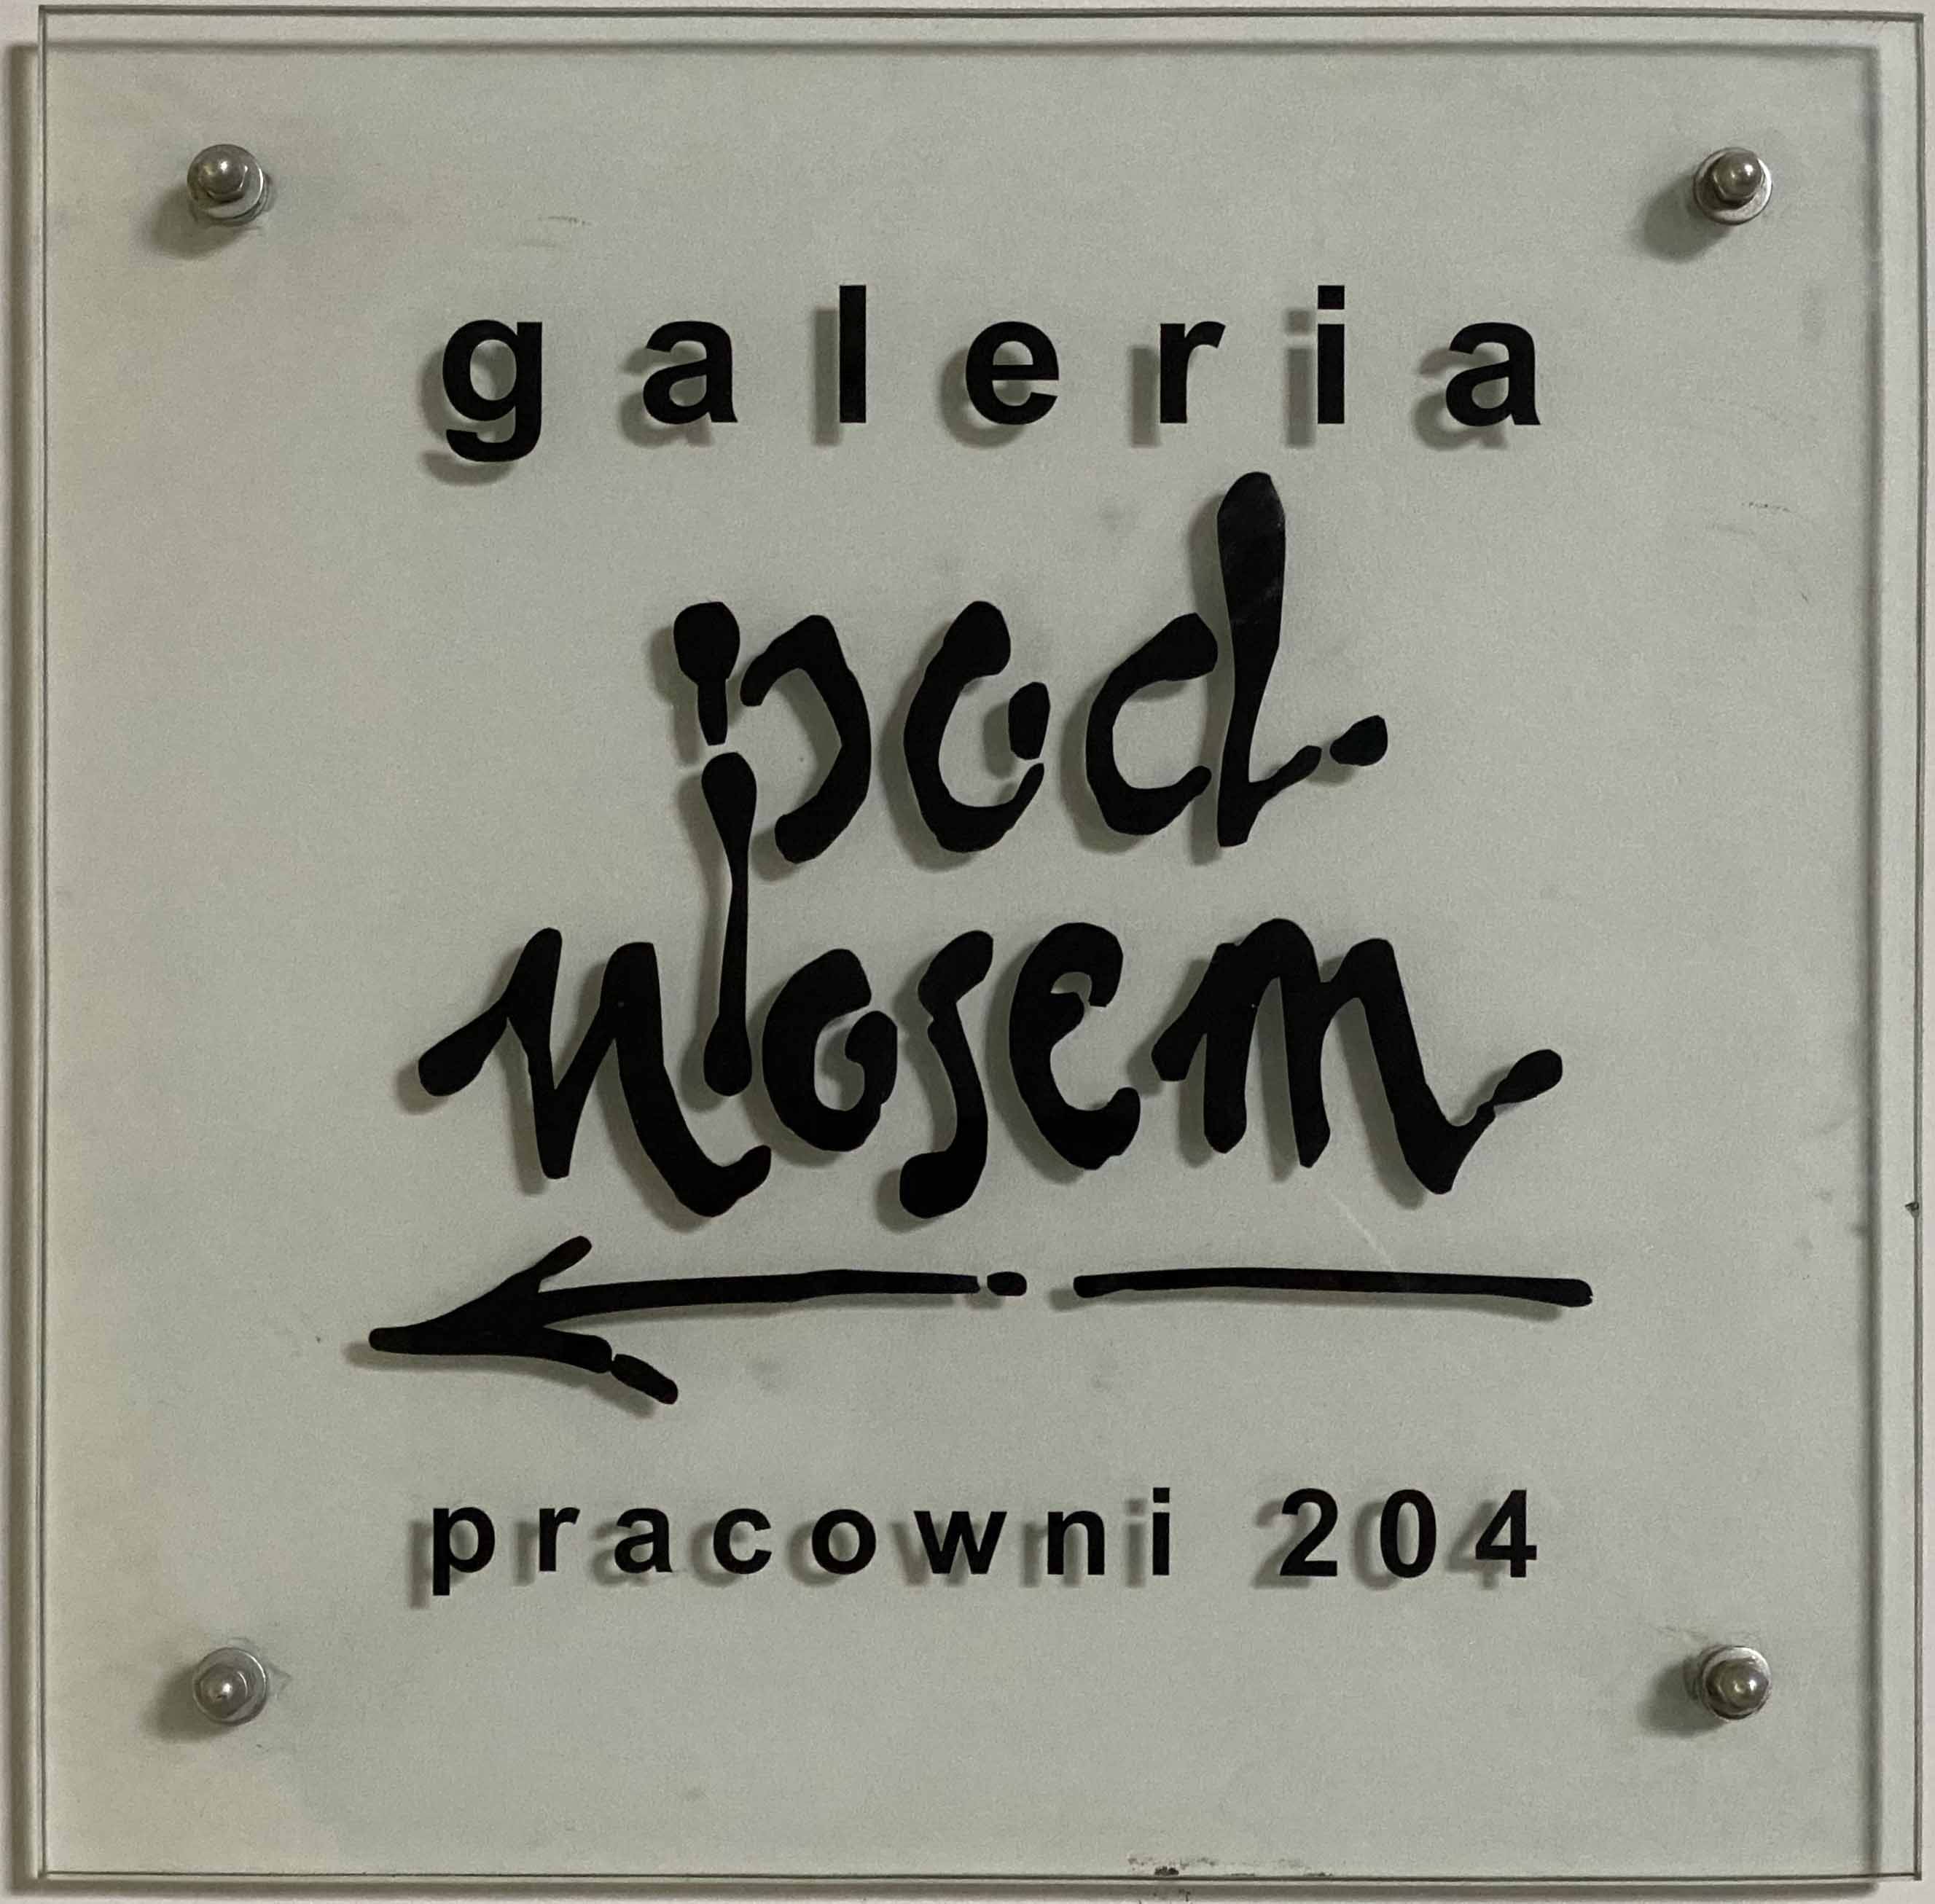 galeria
pod
nosem
pracowni 204